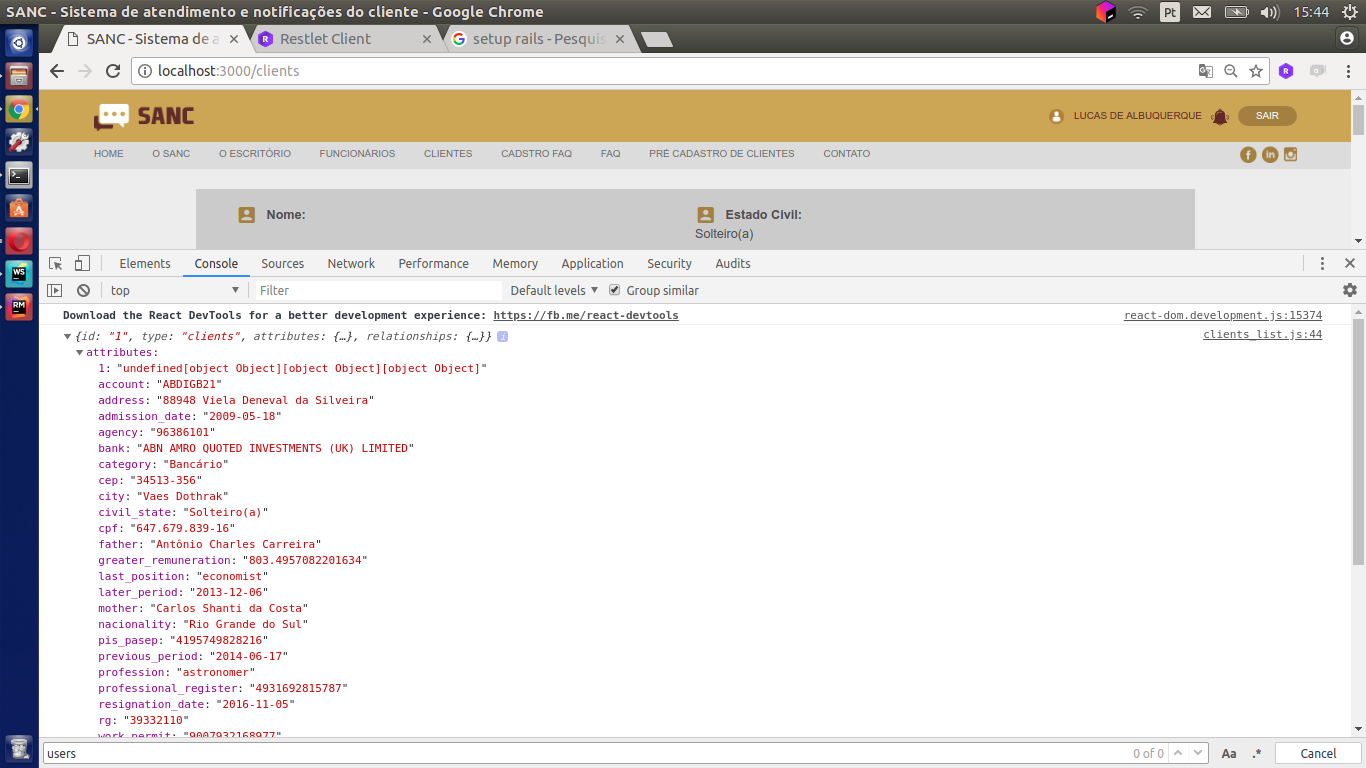 SANC - Sistema de atendimento e notificações do cliente - Google Chrome
Pt
15:44
SANC - Sistema de a
Restlet Client
setup rails - Pesquis
localhost:3000/clients
SANC
LUCAS DE ALBUQUERQUE
SAIR
HOME O SANC O ESCRITÓRIO FUNCIONÁRIOS CLIENTES CADSTRO FAQ FAQ PRÉ CADASTRO DE CLIENTES CONTATO
Nome:
Estado Civil:
Solteiro(a)
Elements Console Sources Network Performance Memory Application Security Audits
top Filter Default levels Group similar
Download the React DevTools for a better development experience: https://fb.me/react-devtools react-dom.development.js:15374
{id: "1", type: "clients", attributes: {…}, relationships: {…}} i clients_list.js:44
attributes:
1: "undefined[object Object][object Object][object Object]"
account: "ABDIGB21"
address: "88948 Viela Deneval da Silveira"
admission_date: "2009-05-18"
agency: "96386101"
bank: "ABN AMRO QUOTED INVESTMENTS (UK) LIMITED"
category: "Bancário"
cep: "34513-356"
city: "Vaes Dothrak"
civil_state: "Solteiro(a)"
cpf: "647.679.839-16"
father: "Antônio Charles Carreira"
greater_remuneration: "803.4957082201634"
last_position: "economist"
later_period: "2013-12-06"
mother: "Carlos Shanti da Costa"
nacionality: "Rio Grande do Sul"
pis_pasep: "4195749828216"
previous_period: "2014-06-17"
profession: "astronomer"
professional_register: "4931692815787"
resignation_date: "2016-11-05"
rg: "39332110"
work_permit: "9007932168977"
users 0 of 0 Aa .* Cancel